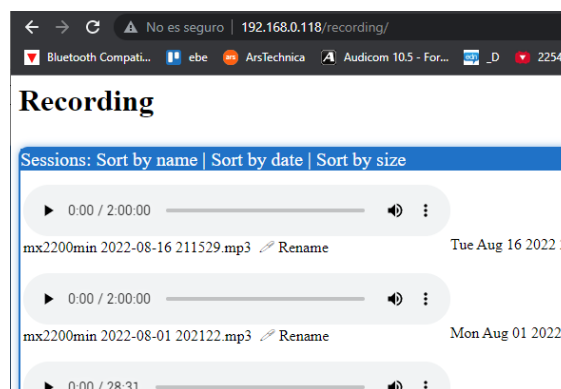 No es seguro | 192.168.0.118/recording/
Bluetooth Compati... ebe ars ArsTechnica A Audicom 10.5 - For... edn _D 2254
Recording
Sessions: Sort by name | Sort by date | Sort by size
0:00 / 2:00:00
mx2200min 2022-08-16 211529.mp3 Rename Tue Aug 16 2022
0:00 / 2:00:00
mx2200min 2022-08-01 202122.mp3 Rename Mon Aug 01 2022
0:00 / 28:31